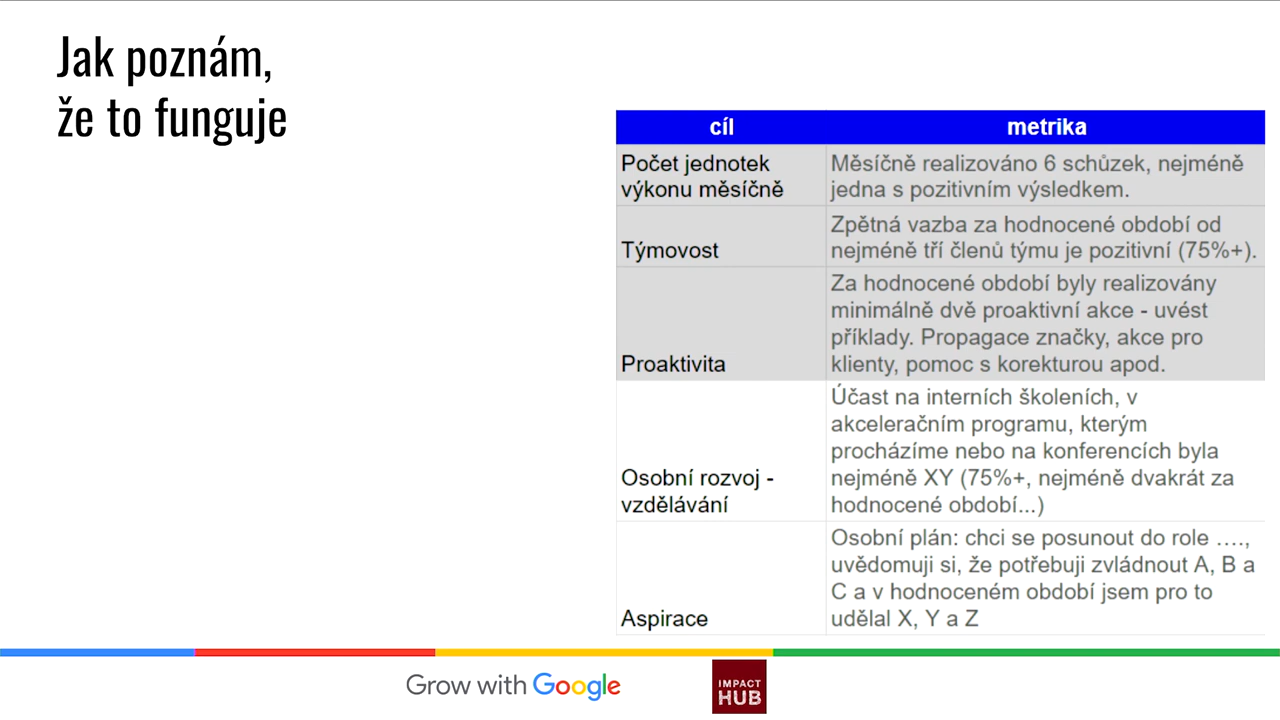 Jak poznám,
že to funguje
cíl
metrika
Počet jednotek
výkonu měsíčně
Měsíčně realizováno 6 schůzek, nejméně
jedna s pozitivním výsledkem.
Týmovost
Zpětná vazba za hodnocené období od
nejméně tří členů týmu je pozitivní (75%+).
Proaktivita
Za hodnocené období byly realizovány
minimálně dvě proaktivní akce - uvést
příklady. Propagace značky, akce pro
klienty, pomoc s korekturou apod.
Osobní rozvoj -
vzdělávání
Účast na interních školeních, v
akceleračním programu, kterým
procházíme nebo na konferencích byla
nejméně XY (75%+, nejméně dvakrát za
hodnocené období...)
Aspirace
Osobní plán: chci se posunout do role ….,
uvědomuji si, že potřebuji zvládnout A, B a
C a v hodnoceném období jsem pro to
udělal X, Y a Z
Grow with Google
IMPACT
HUB